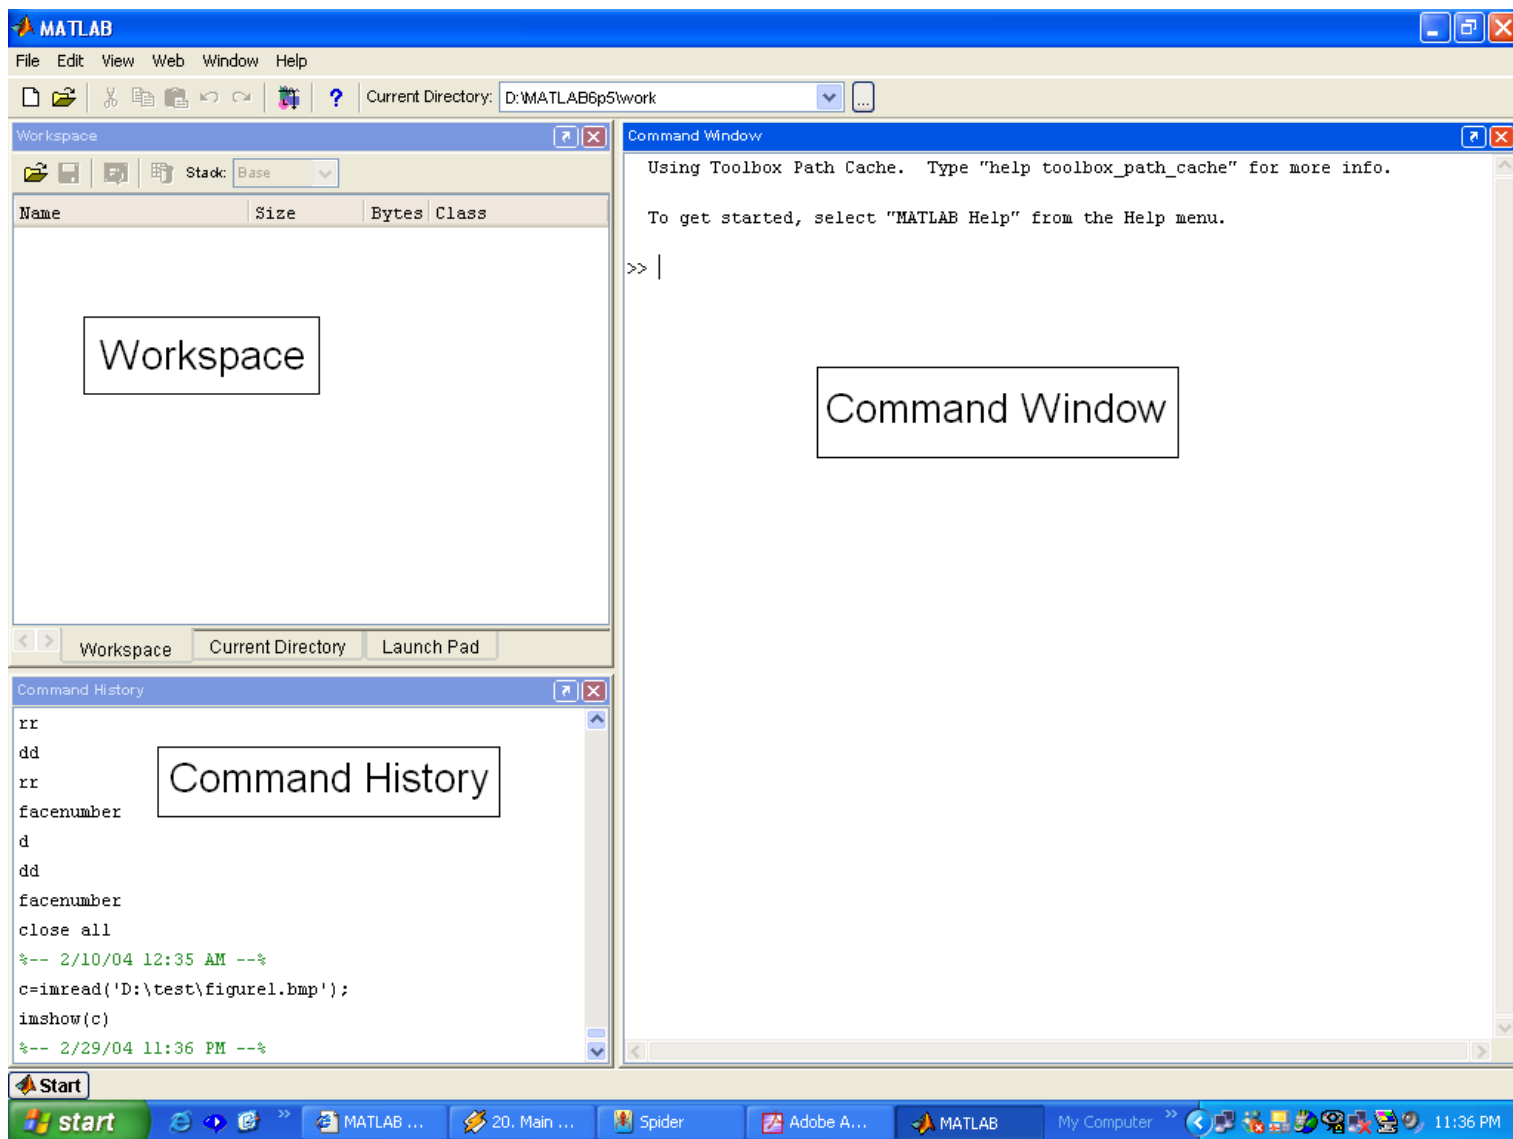 MATLAB
File Edit View Web Window Help
Current Directory: D:\MATLAB6p5\work ...
Workspace
Stack: Base
Name Size Bytes Class
Workspace
Workspace Current Directory Launch Pad
Command History
rr
dd
rr
facenumber
d
dd
facenumber
close all
%-- 2/10/04 12:35 AM --%
c=imread('D:\test\figure1.bmp');
imshow(c)
%-- 2/29/04 11:36 PM --%
Command History
Command Window
Using Toolbox Path Cache. Type "help toolbox_path_cache" for more info.
To get started, select "MATLAB Help" from the Help menu.
>>
Command Window
Start
start MATLAB ... 20. Main ... Spider Adobe A... MATLAB My Computer 11:36 PM